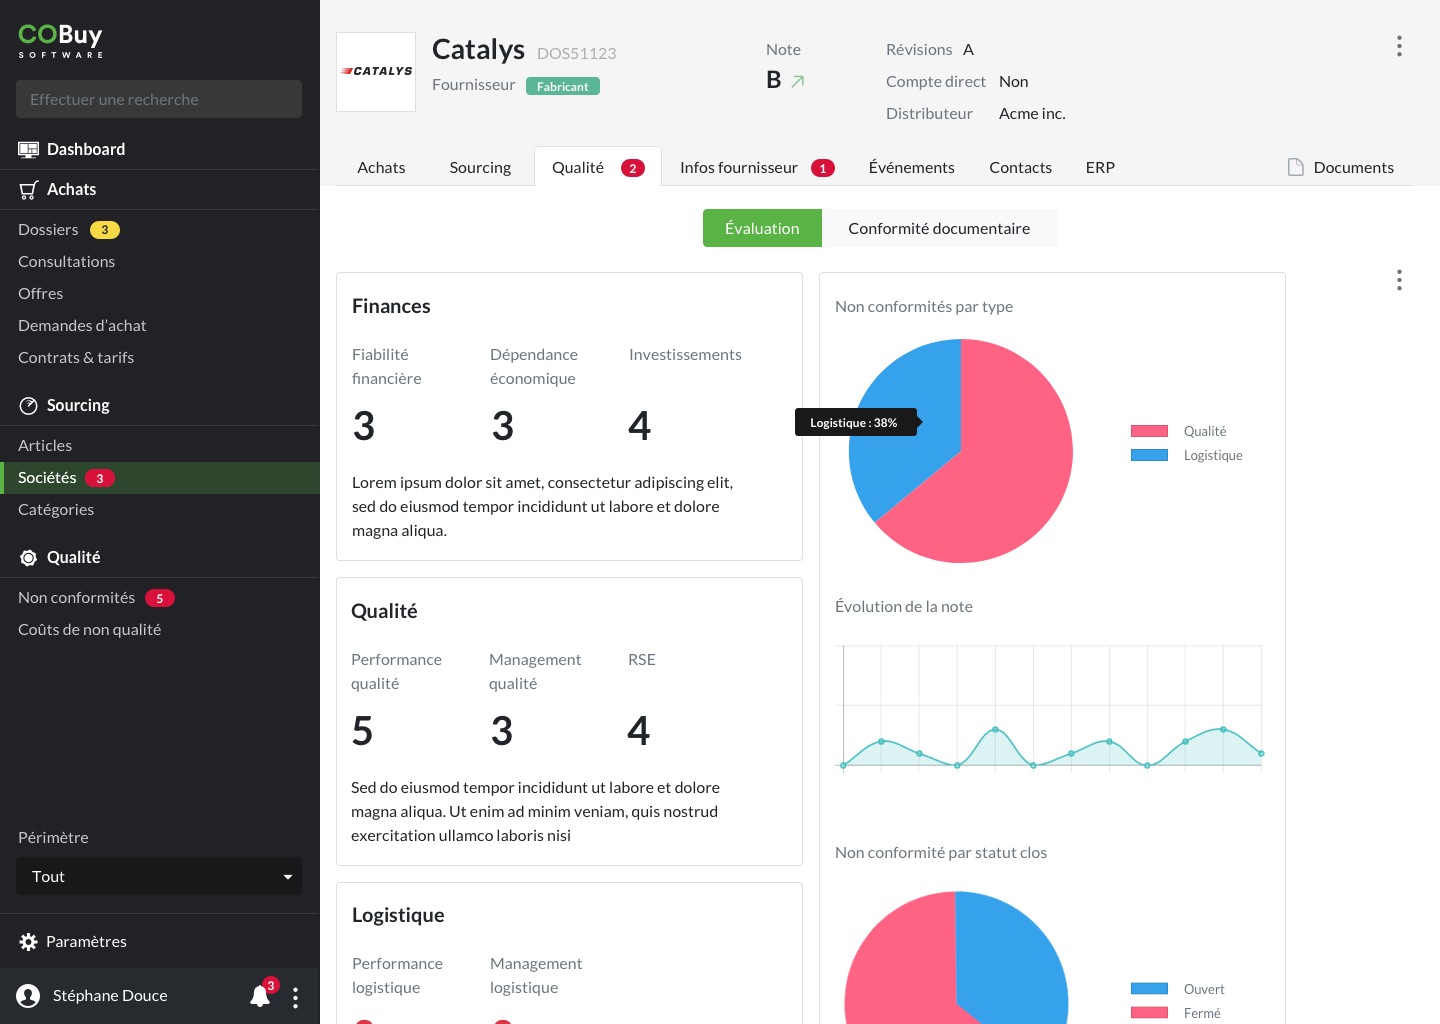 COBuy
SOFTWARE
Effectuer une recherche
Dashboard
Achats
Dossiers 3
Consultations
Offres
Demandes d'achat
Contrats & tarifs
Sourcing
Articles
Sociétés 3
Catégories
Qualité
Non conformités 5
Coûts de non qualité
Périmètre
Tout
Paramètres
Stéphane Douce 3
CATALYS
Catalys DOS51123
Fournisseur Fabricant
Note
B
Révisions A
Compte direct Non
Distributeur Acme inc.
Achats Sourcing Qualité 2 Infos fournisseur 1 Événements Contacts ERP Documents
Évaluation Conformité documentaire
Finances
Fiabilité financière
Dépendance économique
Investissements
3 3 4
Lorem ipsum dolor sit amet, consectetur adipiscing elit,
sed do eiusmod tempor incididunt ut labore et dolore
magna aliqua.
Qualité
Performance qualité
Management qualité
RSE
5 3 4
Sed do eiusmod tempor incididunt ut labore et dolore
magna aliqua. Ut enim ad minim veniam, quis nostrud
exercitation ullamco laboris nisi
Logistique
Performance logistique
Management logistique
Non conformités par type
Logistique : 38%
Qualité
Logistique
Évolution de la note
Non conformité par statut clos
Ouvert
Fermé